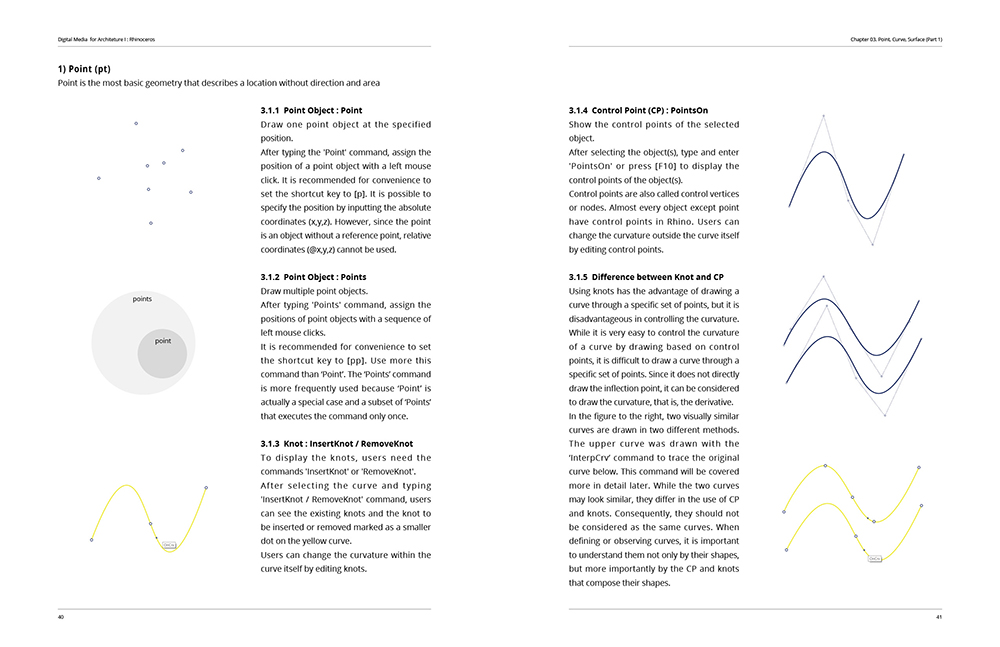 Digital Media for Architeture I : Rhinoceros
1) Point (pt)
Point is the most basic geometry that describes a location without direction and area
3.1.1 Point Object : Point
Draw one point object at the specified
position.
After typing the 'Point' command, assign the
position of a point object with a left mouse
click. It is recommended for convenience to
set the shortcut key to [p]. It is possible to
specify the position by inputting the absolute
coordinates (x,y,z). However, since the point
is an object without a reference point, relative
coordinates (@x,y,z) cannot be used.
points
point
3.1.2 Point Object : Points
Draw multiple point objects.
After typing 'Points' command, assign the
positions of point objects with a sequence of
left mouse clicks.
It is recommended for convenience to set
the shortcut key to [pp]. Use more this
command than 'Point'. The 'Points' command
is more frequently used because 'Point' is
actually a special case and a subset of 'Points'
that executes the command only once.
3.1.3 Knot : InsertKnot / RemoveKnot
To display the knots, users need the
commands 'InsertKnot' or 'RemoveKnot'.
After selecting the curve and typing
'InsertKnot / RemoveKnot' command, users
can see the existing knots and the knot to
be inserted or removed marked as a smaller
dot on the yellow curve.
Users can change the curvature within the
curve itself by editing knots.
40
Chapter 03. Point, Curve, Surface (Part 1)
3.1.4 Control Point (CP) : PointsOn
Show the control points of the selected
object.
After selecting the object(s), type and enter
'PointsOn' or press [F10] to display the
control points of the object(s).
Control points are also called control vertices
or nodes. Almost every object except point
have control points in Rhino. Users can
change the curvature outside the curve itself
by editing control points.
3.1.5 Difference between Knot and CP
Using knots has the advantage of drawing a
curve through a specific set of points, but it is
disadvantageous in controlling the curvature.
While it is very easy to control the curvature
of a curve by drawing based on control
points, it is difficult to draw a curve through a
specific set of points. Since it does not directly
draw the inflection point, it can be considered
to draw the curvature, that is, the derivative.
In the figure to the right, two visually similar
curves are drawn in two different methods.
The upper curve was drawn with the
'InterpCrv' command to trace the original
curve below. This command will be covered
more in detail later. While the two curves
may look similar, they differ in the use of CP
and knots. Consequently, they should not
be considered as the same curves. When
defining or observing curves, it is important
to understand them not only by their shapes,
but more importantly by the CP and knots
that compose their shapes.
41